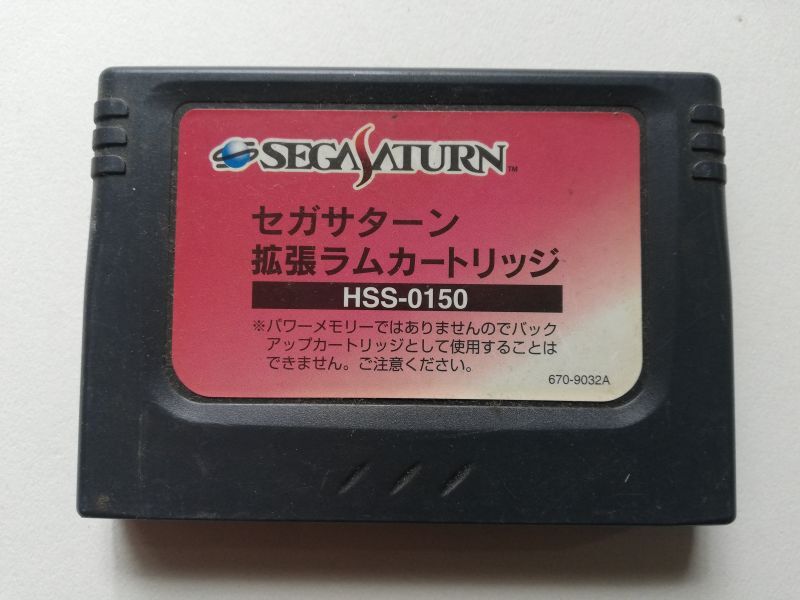 SEGA SATURN™
セガサターン
拡張ラムカートリッジ
HSS-0150
※パワーメモリーではありませんのでバック
アップカートリッジとして使用することは
できません。ご注意ください。
670-9032A